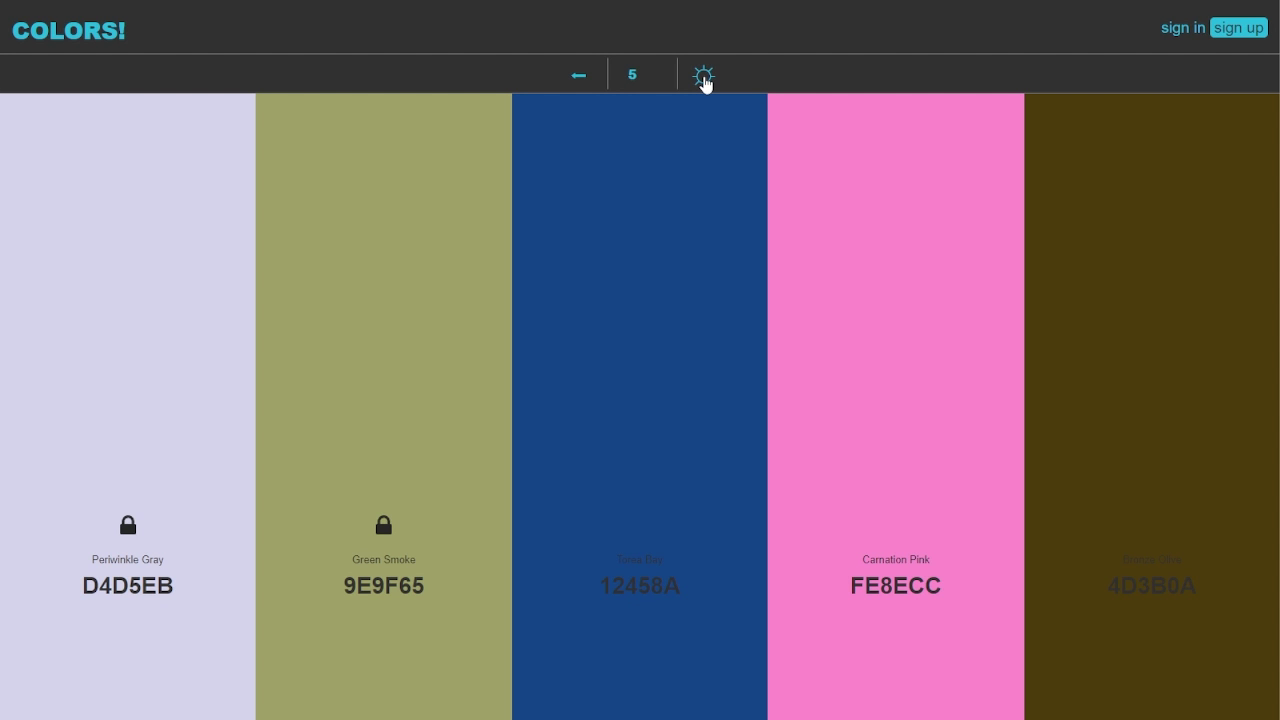 COLORS!
sign in sign up
5
Periwinkle Gray
D4D5EB
Green Smoke
9E9F65
12458A
Carnation Pink
FE8ECC
4D3B0A